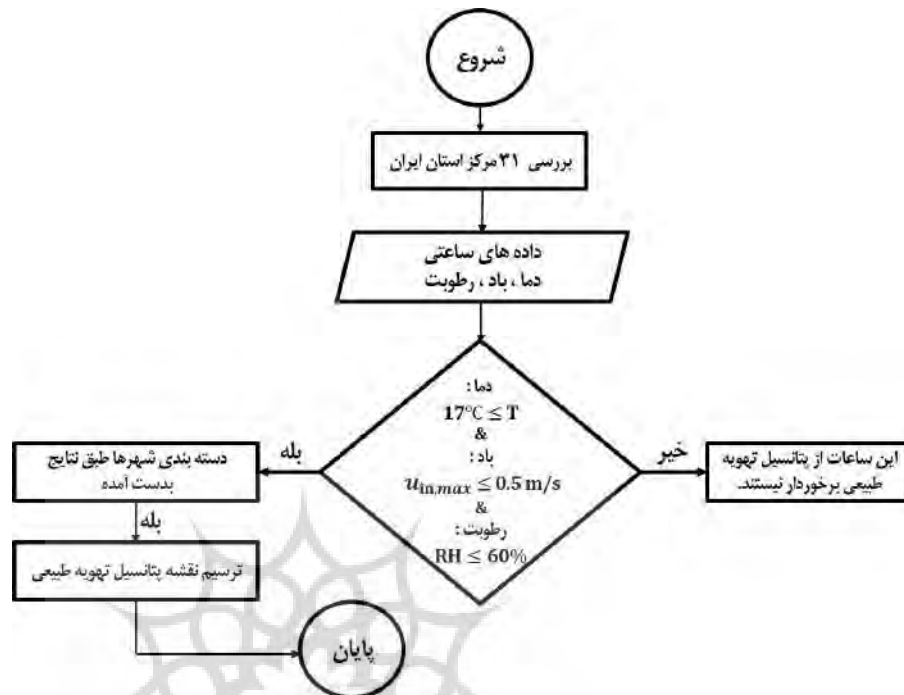 شروع
بررسی ۳۱ مرکز استان ایران
داده های ساعتی
دما ، باد ، رطوبت
دما :
17°C ≤ T
&
باد :
u_in,max ≤ 0.5 m/s
&
رطوبت :
RH ≤ 60%
خیر
این ساعات از پتانسیل تهویه
طبیعی برخوردار نیستند.
بله
دسته بندی شهرها طبق نتایج
بدست آمده
بله
ترسیم نقشه پتانسیل تهویه طبیعی
پایان